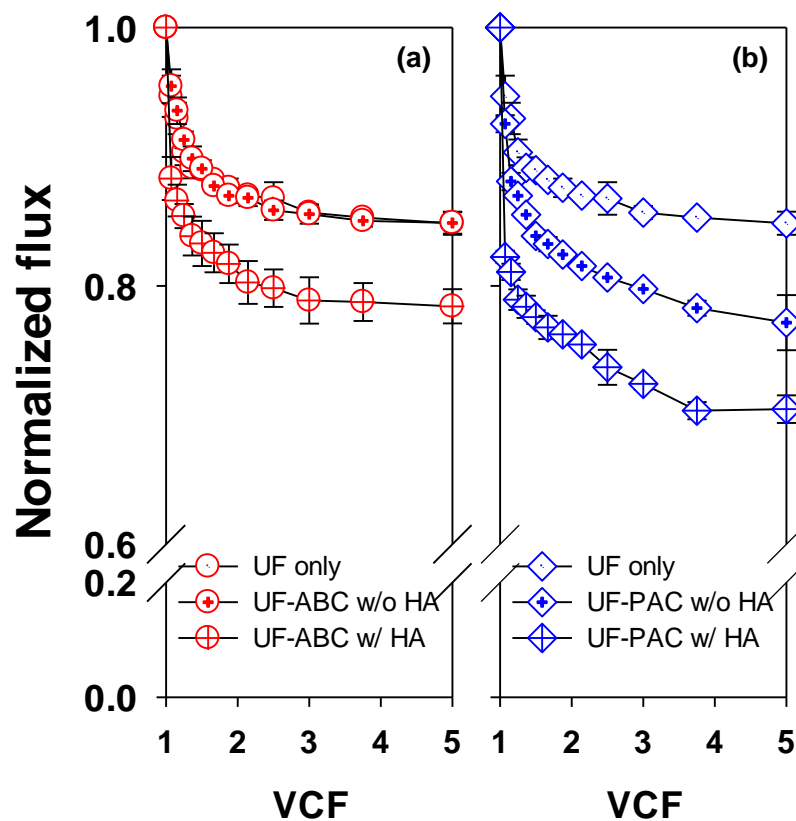 Normalized flux
1.0
0.8
0.6
0.2
0.0
(a)
UF only
UF-ABC w/o HA
UF-ABC w/ HA
1 2 3 4 5
VCF
(b)
UF only
UF-PAC w/o HA
UF-PAC w/ HA
1 2 3 4 5
VCF